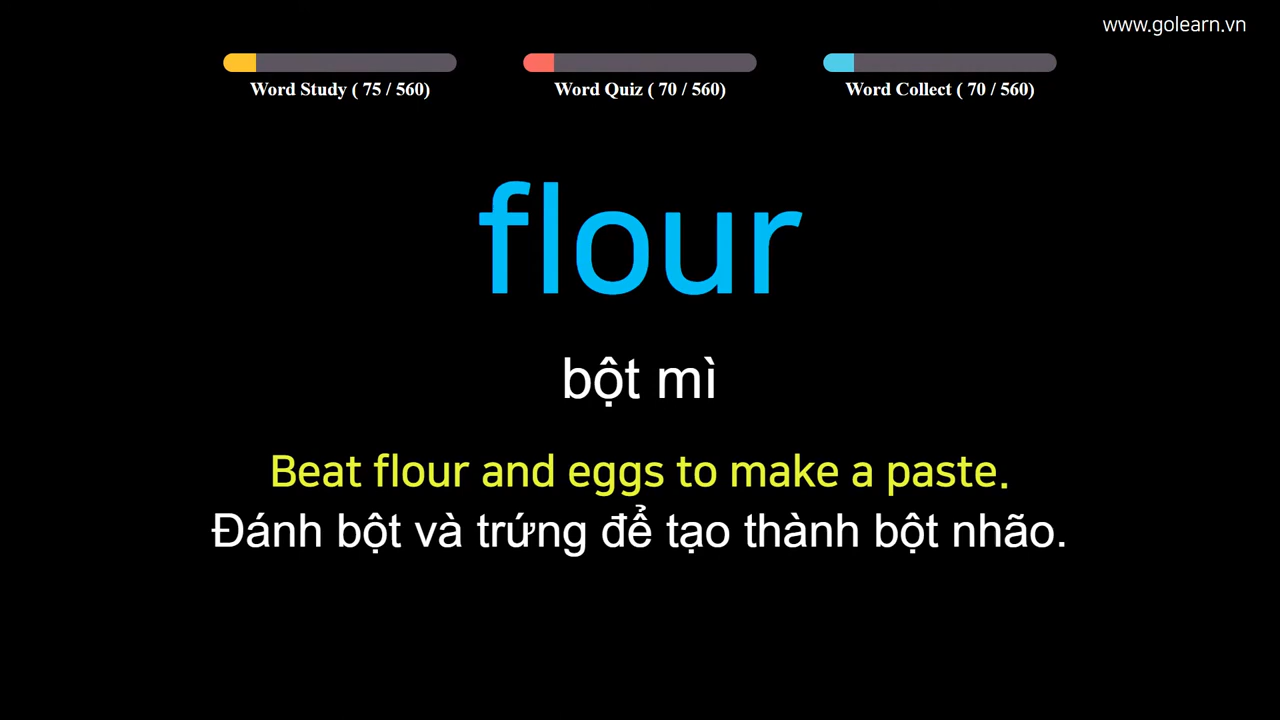 www.golearn.vn
Word Study ( 75 / 560)
Word Quiz ( 70 / 560)
Word Collect ( 70 / 560)
flour
bột mì
Beat flour and eggs to make a paste.
Đánh bột và trứng để tạo thành bột nhão.